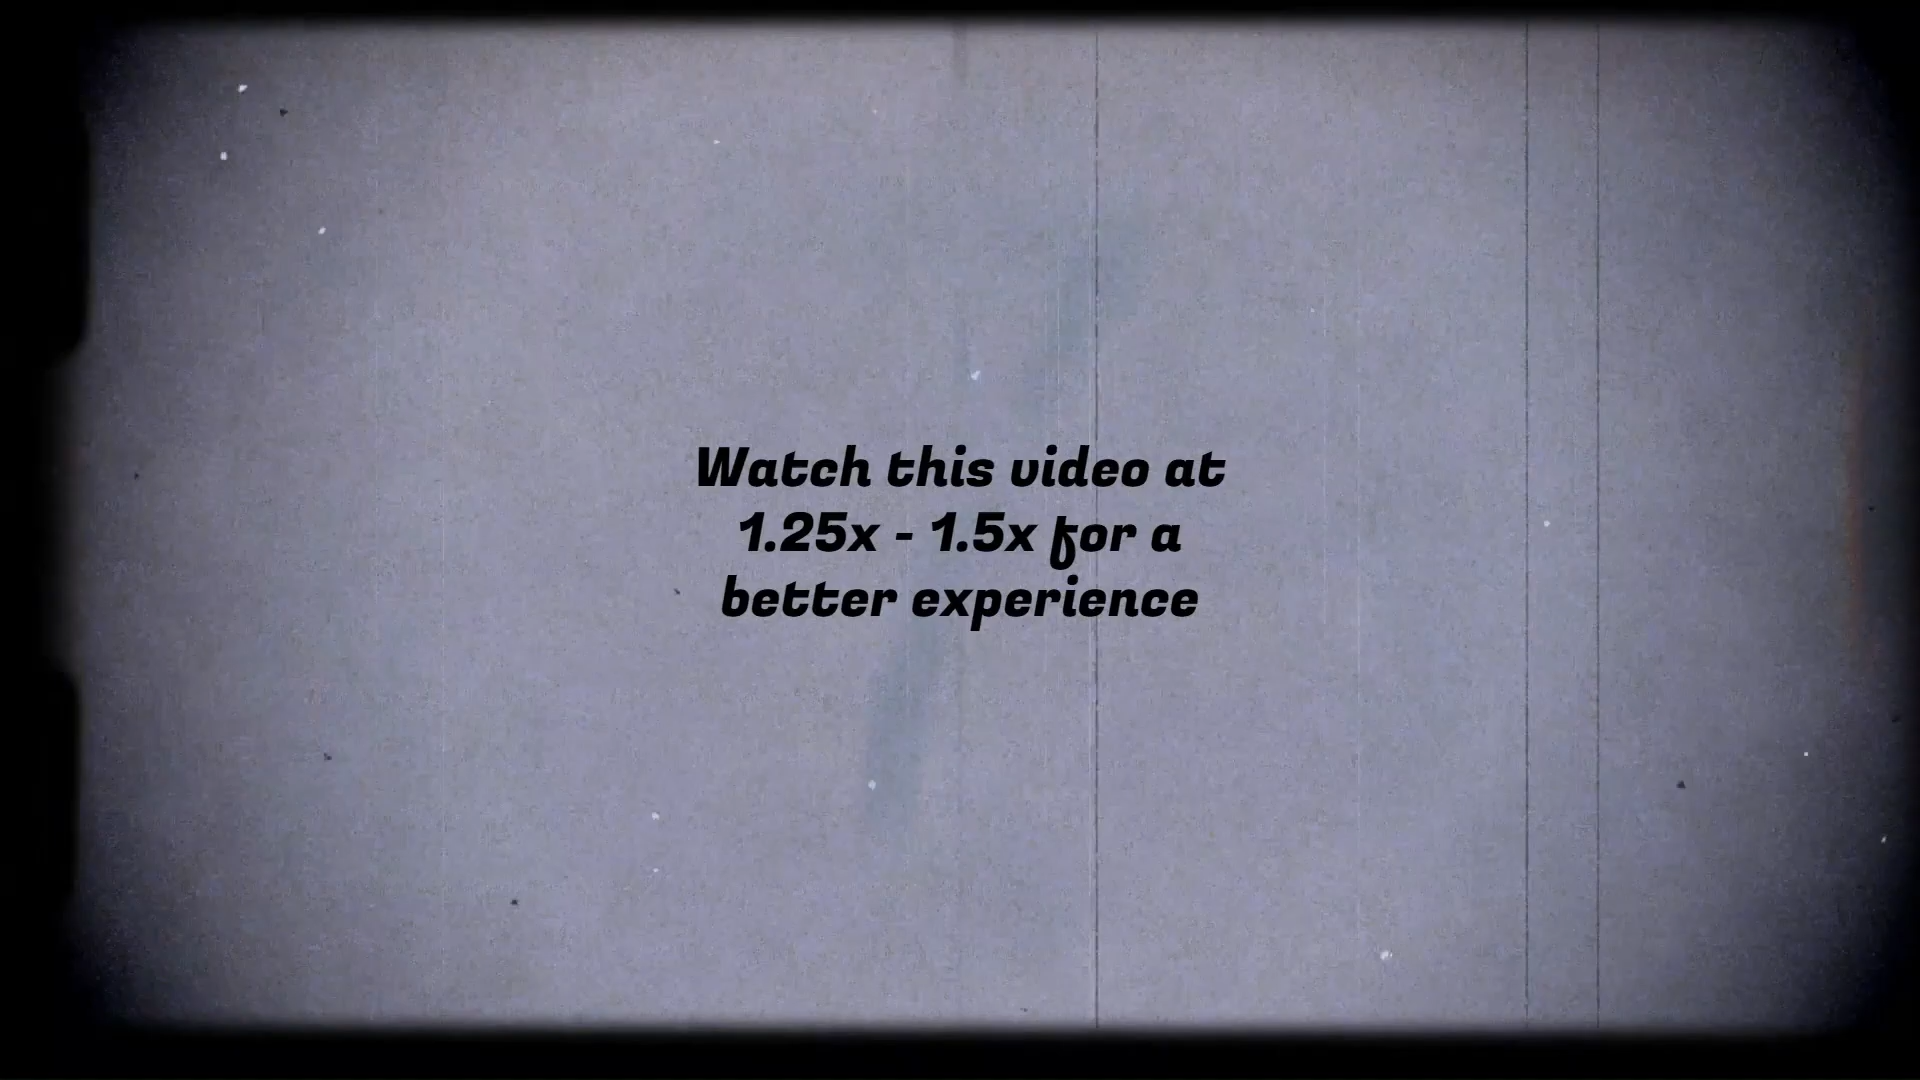 Watch this video at
1.25x - 1.5x for a
better experience